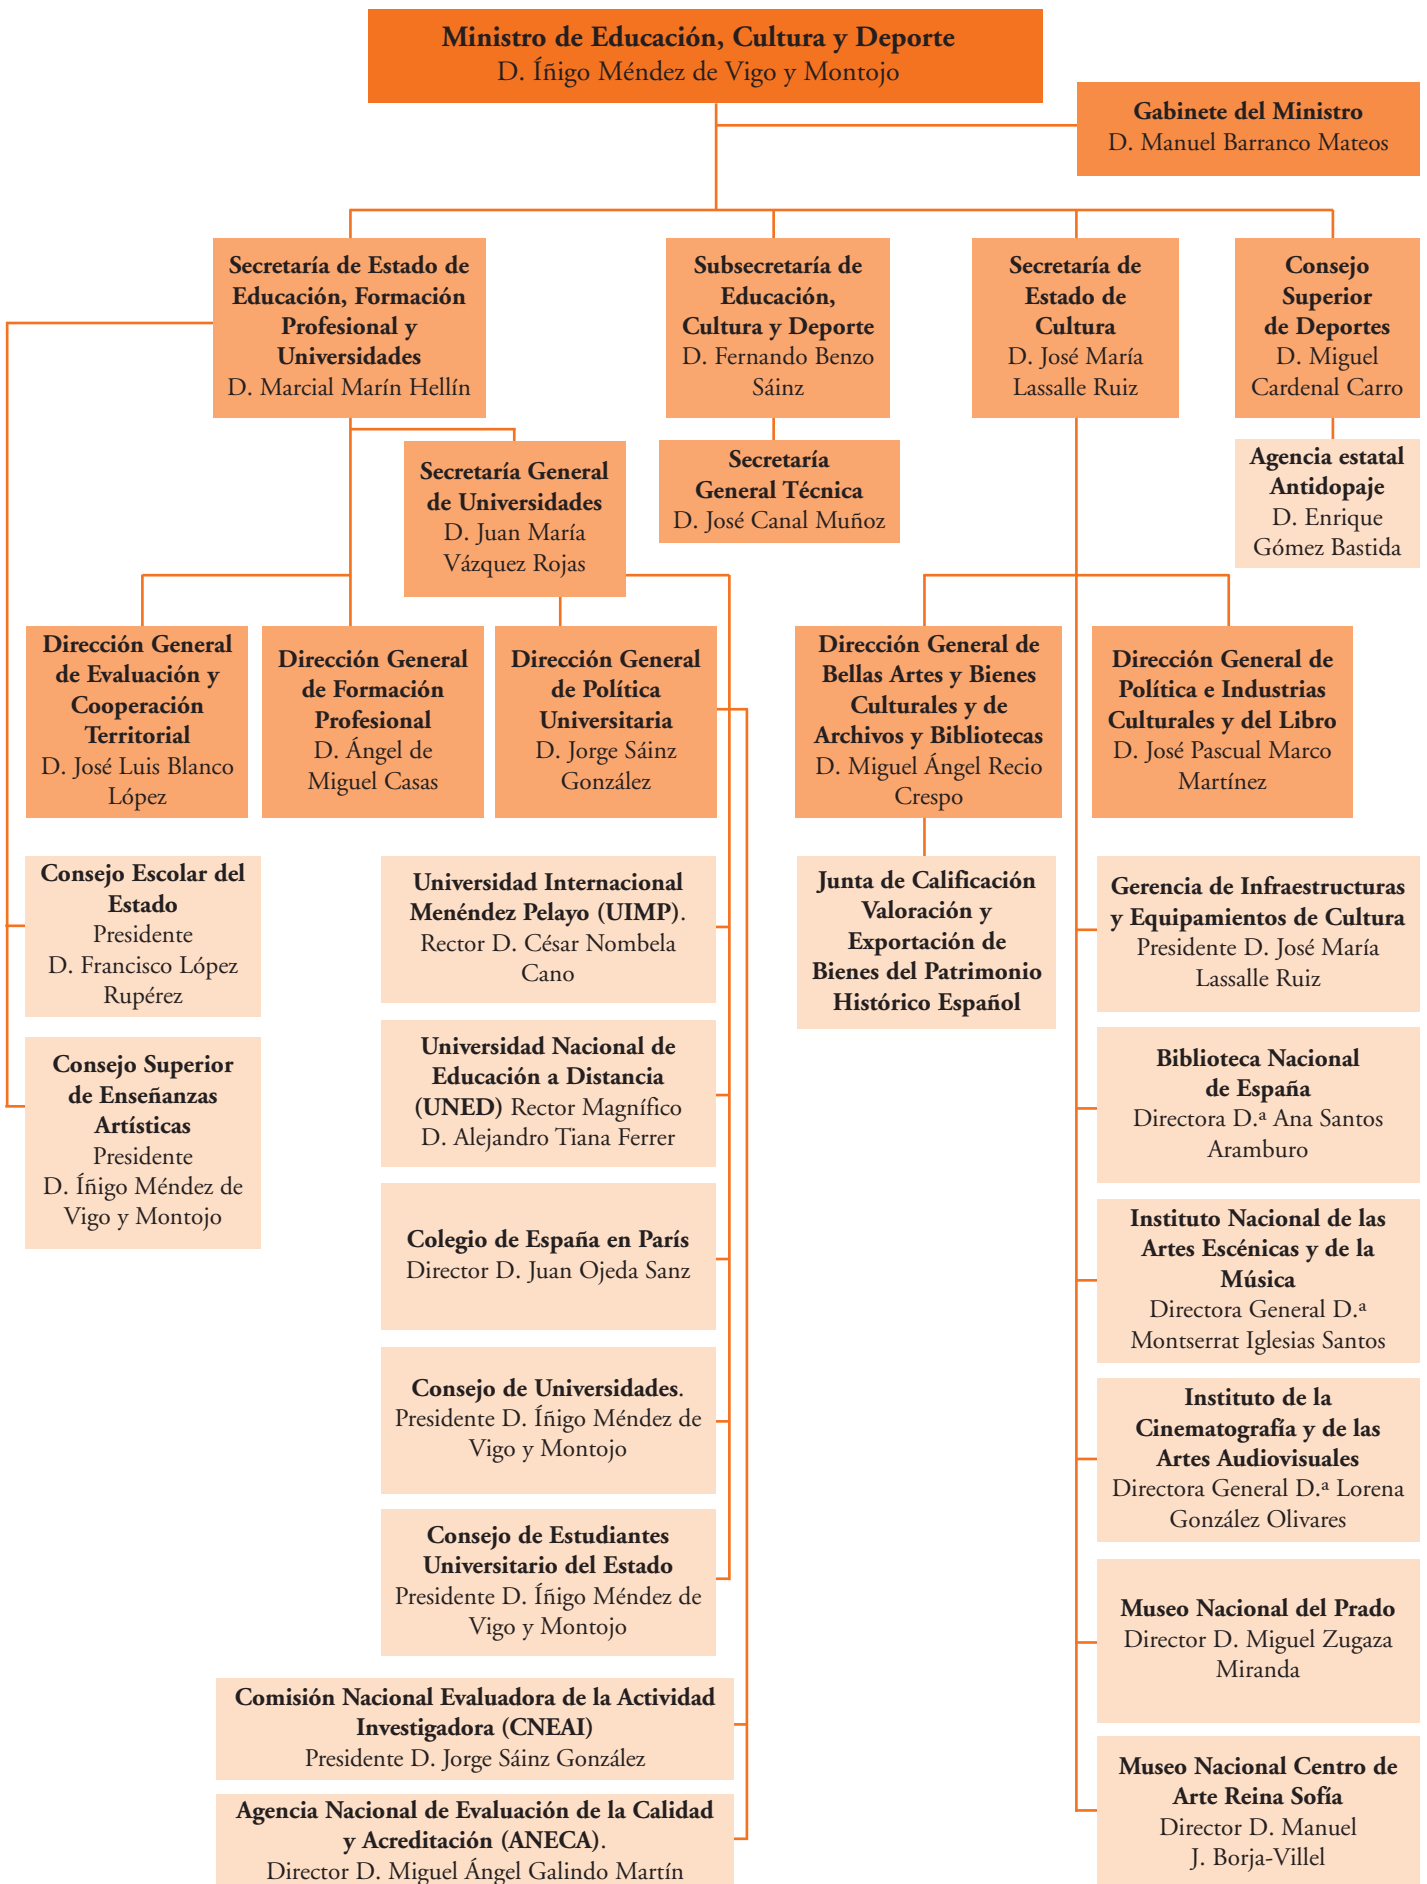 Ministro de Educación, Cultura y Deporte
D. Íñigo Méndez de Vigo y Montojo
Gabinete del Ministro
D. Manuel Barranco Mateos
Secretaría de Estado de
Educación, Formación
Profesional y
Universidades
D. Marcial Marín Hellín
Subsecretaría de
Educación,
Cultura y Deporte
D. Fernando Benzo
Sáinz
Secretaría de
Estado de
Cultura
D. José María
Lassalle Ruiz
Consejo
Superior
de Deportes
D. Miguel
Cardenal Carro
Secretaría General
de Universidades
D. Juan María
Vázquez Rojas
Secretaría
General Técnica
D. José Canal Muñoz
Agencia estatal
Antidopaje
D. Enrique
Gómez Bastida
Dirección General
de Evaluación y
Cooperación
Territorial
D. José Luis Blanco
López
Dirección General
de Formación
Profesional
D. Ángel de
Miguel Casas
Dirección General
de Política
Universitaria
D. Jorge Sáinz
González
Dirección General de
Bellas Artes y Bienes
Culturales y de
Archivos y Bibliotecas
D. Miguel Ángel Recio
Crespo
Dirección General de
Política e Industrias
Culturales y del Libro
D. José Pascual Marco
Martínez
Consejo Escolar del
Estado
Presidente
D. Francisco López
Rupérez
Consejo Superior
de Enseñanzas
Artísticas
Presidente
D. Íñigo Méndez de
Vigo y Montojo
Universidad Internacional
Menéndez Pelayo (UIMP).
Rector D. César Nombela
Cano
Universidad Nacional de
Educación a Distancia
(UNED) Rector Magnífico
D. Alejandro Tiana Ferrer
Colegio de España en París
Director D. Juan Ojeda Sanz
Consejo de Universidades.
Presidente D. Íñigo Méndez de
Vigo y Montojo
Consejo de Estudiantes
Universitario del Estado
Presidente D. Íñigo Méndez de
Vigo y Montojo
Comisión Nacional Evaluadora de la Actividad
Investigadora (CNEAI)
Presidente D. Jorge Sáinz González
Agencia Nacional de Evaluación de la Calidad
y Acreditación (ANECA).
Director D. Miguel Ángel Galindo Martín
Junta de Calificación
Valoración y
Exportación de
Bienes del Patrimonio
Histórico Español
Gerencia de Infraestructuras
y Equipamientos de Cultura
Presidente D. José María
Lassalle Ruiz
Biblioteca Nacional
de España
Directora D.ª Ana Santos
Aramburo
Instituto Nacional de las
Artes Escénicas y de la
Música
Directora General D.ª
Montserrat Iglesias Santos
Instituto de la
Cinematografía y de las
Artes Audiovisuales
Directora General D.ª Lorena
González Olivares
Museo Nacional del Prado
Director D. Miguel Zugaza
Miranda
Museo Nacional Centro de
Arte Reina Sofía
Director D. Manuel
J. Borja-Villel